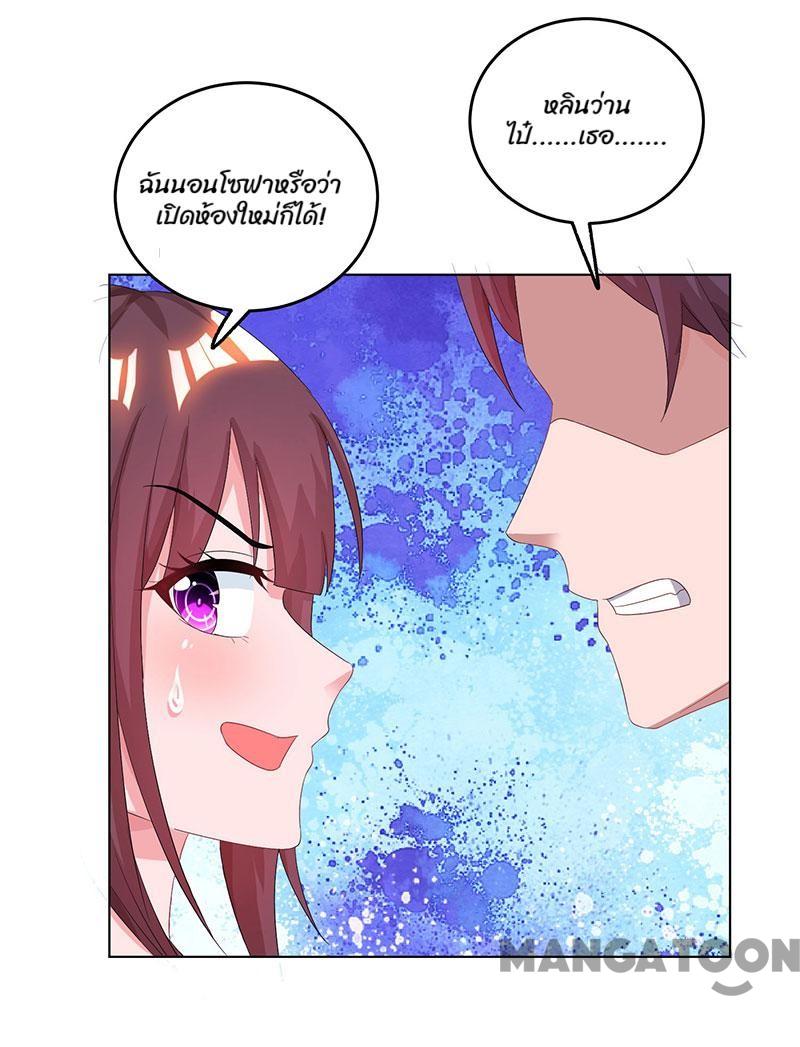 หลินว่าน
ไป๋......เธอ.......
ฉันนอนโซฟาหรือว่า
เปิดห้องใหม่ก็ได้!
MANGATOON